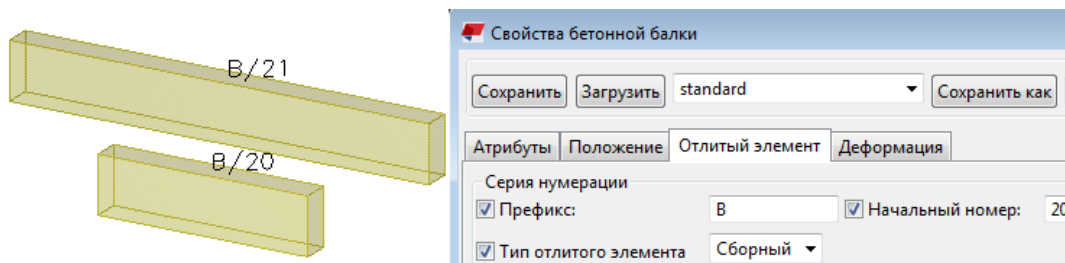 B/21
B/20
Свойства бетонной балки
Сохранить Загрузить standard Сохранить как
Атрибуты Положение Отлитый элемент Деформация
Серия нумерации
Префикс: B Начальный номер: 20
Тип отлитого элемента Сборный